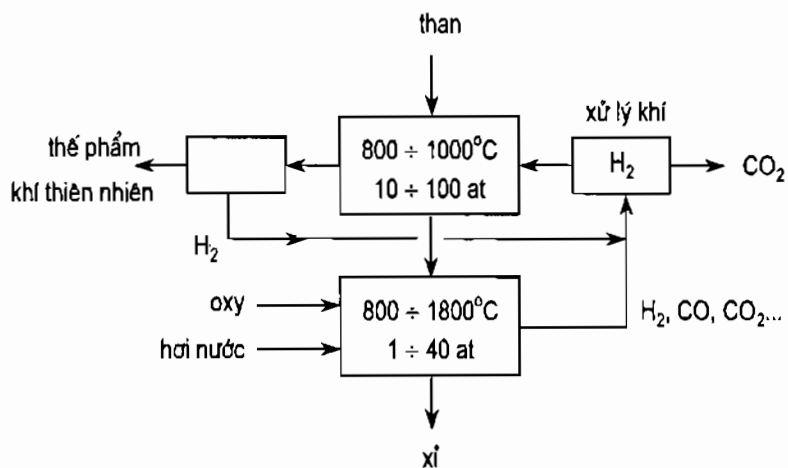 than
xử lý khí
thế phẩm
khí thiên nhiên
800 ÷ 1000°C
10 ÷ 100 at
H₂
CO₂
H₂
oxy
hơi nước
800 ÷ 1800°C
1 ÷ 40 at
H₂, CO, CO₂...
xỉ